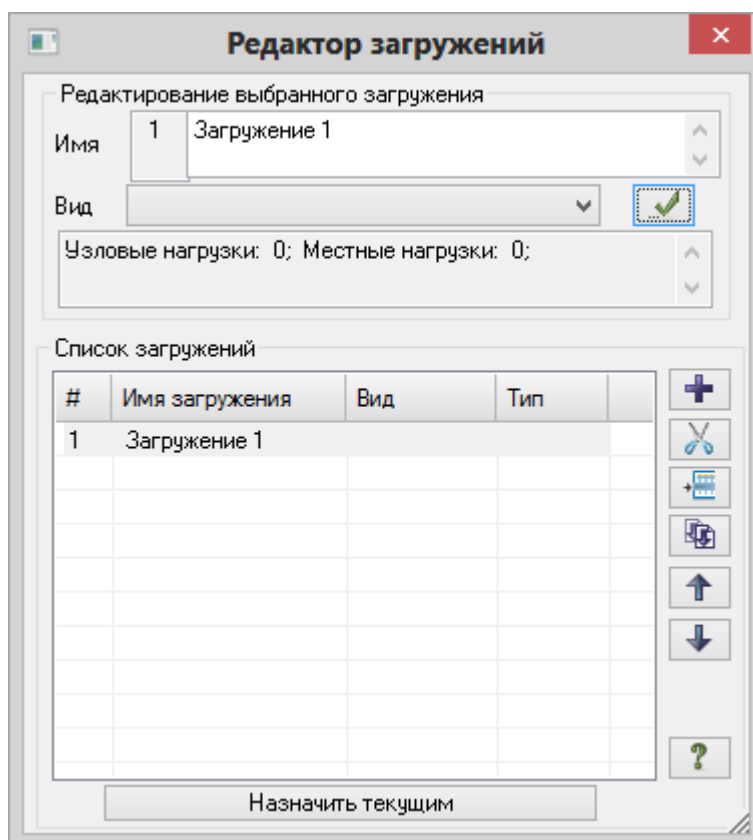 Редактор загружений
Редактирование выбранного загружения
Имя 1 Загружение 1
Вид
Узловые нагрузки: 0; Местные нагрузки: 0;
Список загружений
# Имя загружения Вид Тип
1 Загружение 1
Назначить текущим